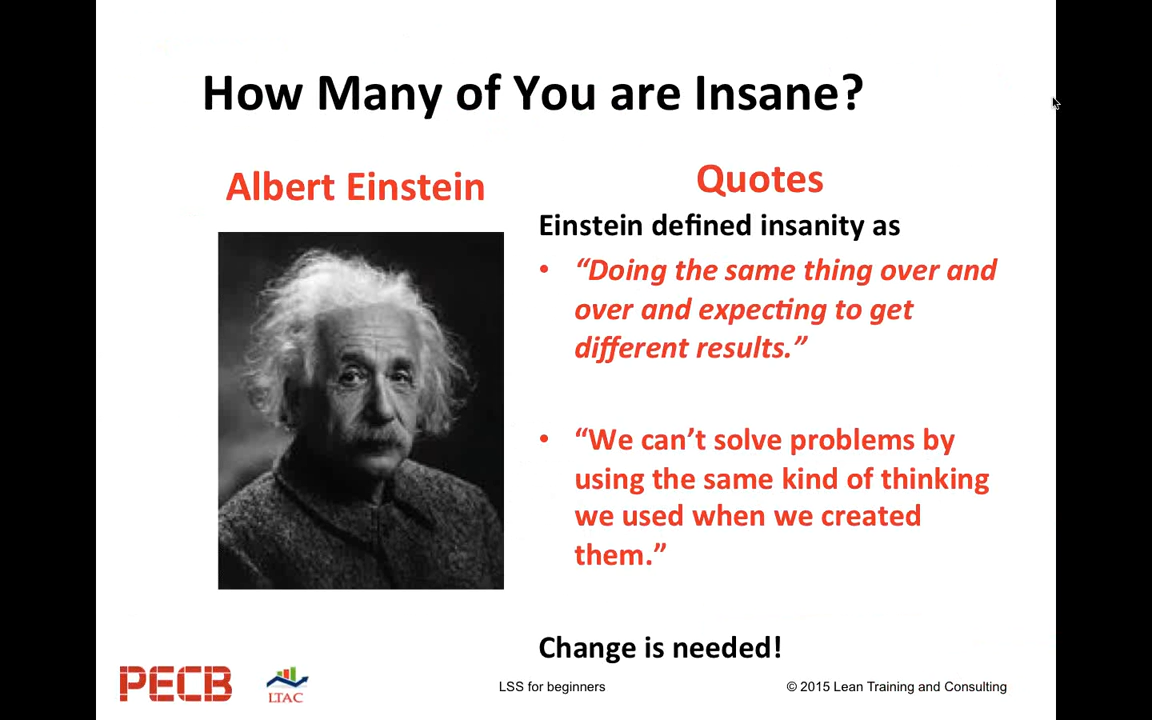 How Many of You are Insane?
Albert Einstein
Quotes
Einstein defined insanity as
• “Doing the same thing over and
over and expecting to get
different results.”
• “We can’t solve problems by
using the same kind of thinking
we used when we created
them.”
Change is needed!
PECB
LTAC
LSS for beginners
© 2015 Lean Training and Consulting